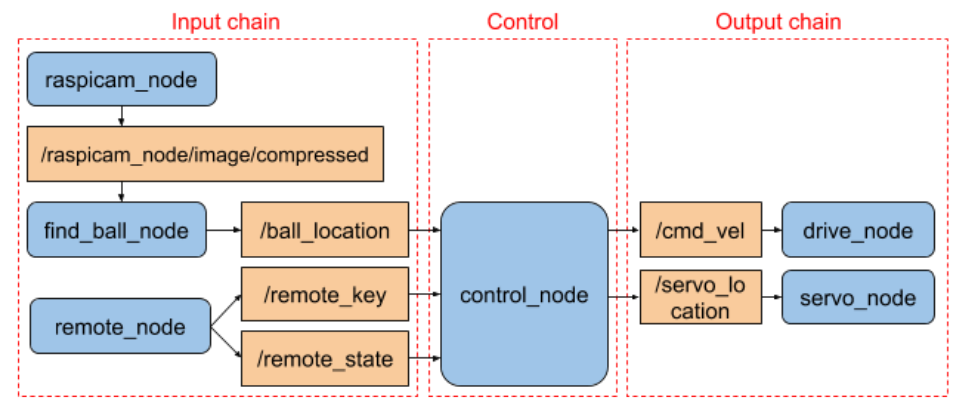 Input chain
Control
Output chain
raspicam_node
/raspicam_node/image/compressed
find_ball_node
/ball_location
/cmd_vel
drive_node
/remote_key
control_node
/servo_lo
cation
servo_node
remote_node
/remote_state